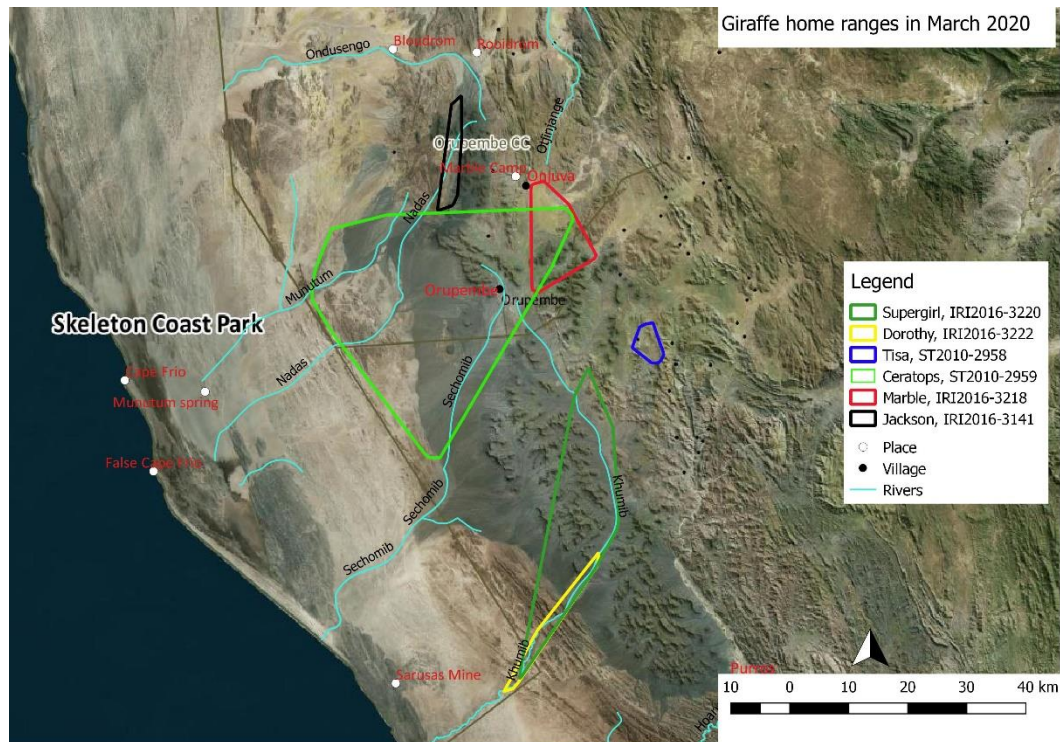 Giraffe home ranges in March 2020
Bloudrom
Rooidrom
Ondusengo
Otjinjange
Orupembe CC
Marble Camp
Onjuva
Nadas
Munutum
Orupembe
Orupembe
Skeleton Coast Park
Nadas
Sechomib
Cape Frio
Munutum spring
False Cape Frio
Sechomib
Khumib
Sechomib
Khumib
Sarusas Mine
Legend
Supergirl, IRI2016-3220
Dorothy, IRI2016-3222
Tisa, ST2010-2958
Ceratops, ST2010-2959
Marble, IRI2016-3218
Jackson, IRI2016-3141
Place
Village
Rivers
10 0 10 20 30 40 km